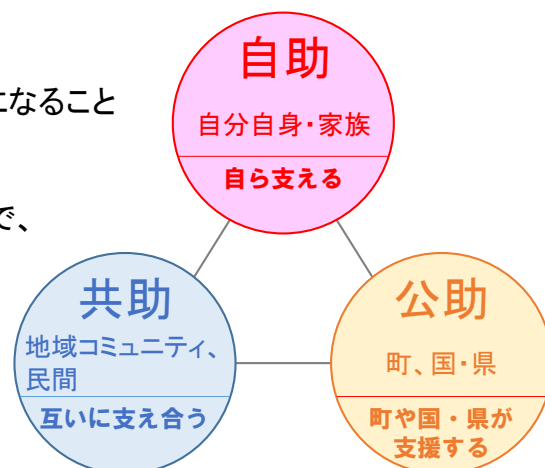 になること
で、
自助
自分自身・家族
自ら支える
共助
地域コミュニティ、
民間
互いに支え合う
公助
町、国・県
町や国・県が
支援する